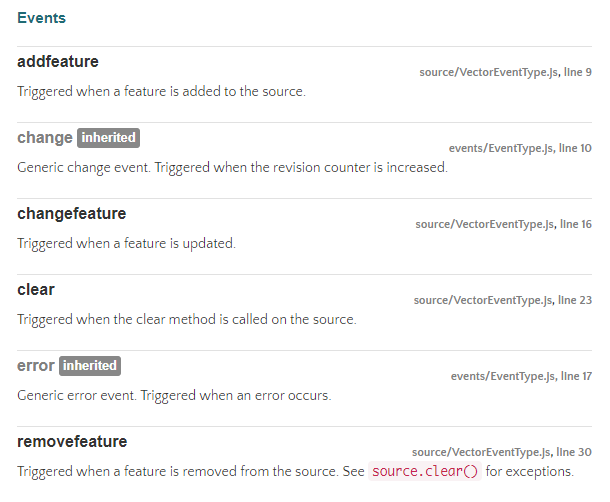 Events
addfeature
source/VectorEventType.js, line 9
Triggered when a feature is added to the source.
change inherited
events/EventType.js, line 10
Generic change event. Triggered when the revision counter is increased.
changefeature
source/VectorEventType.js, line 16
Triggered when a feature is updated.
clear
source/VectorEventType.js, line 23
Triggered when the clear method is called on the source.
error inherited
events/EventType.js, line 17
Generic error event. Triggered when an error occurs.
removefeature
source/VectorEventType.js, line 30
Triggered when a feature is removed from the source. See source.clear() for exceptions.